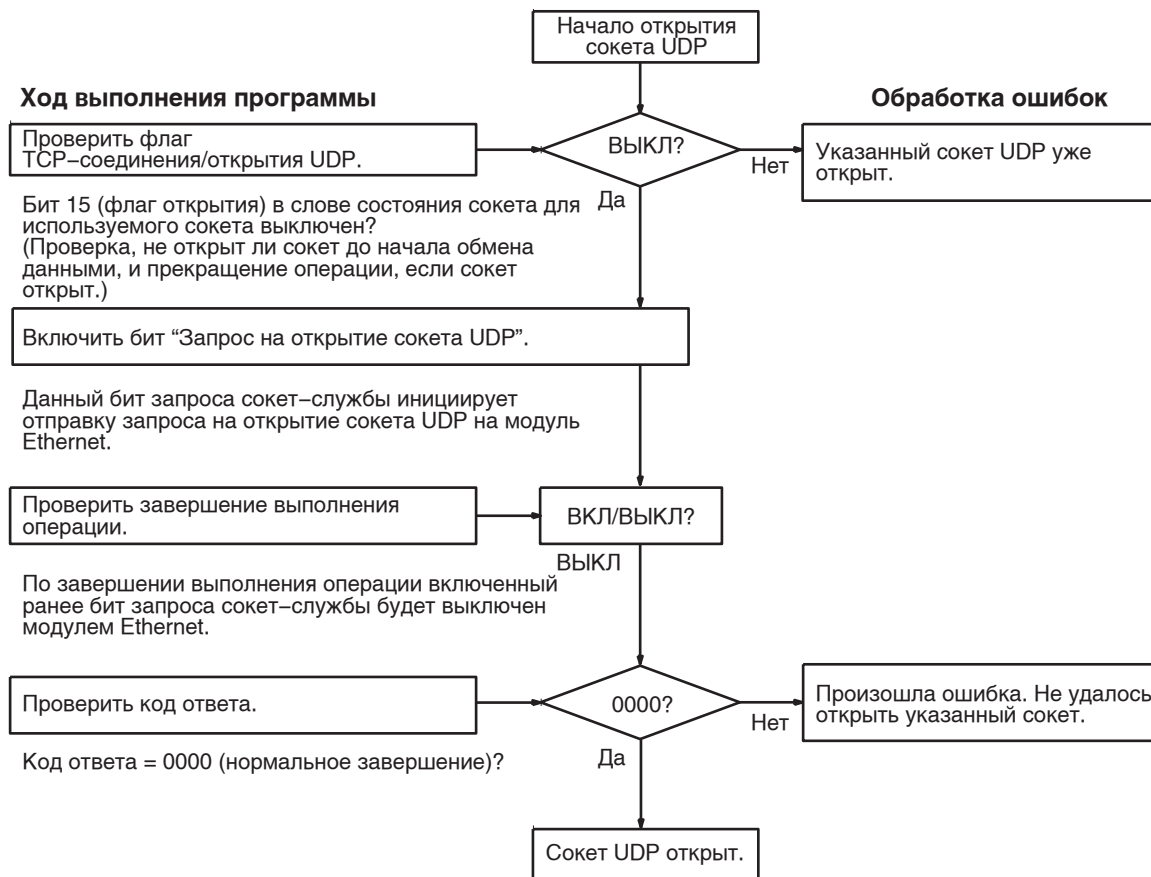 Начало открытия
сокета UDP
Ход выполнения программы
Обработка ошибок
Проверить флаг
TCP–соединения/открытия UDP.
ВЫКЛ?
Нет
Указанный сокет UDP уже
открыт.
Да
Бит 15 (флаг открытия) в слове состояния сокета для
используемого сокета выключен?
(Проверка, не открыт ли сокет до начала обмена
данными, и прекращение операции, если сокет
открыт.)
Включить бит “Запрос на открытие сокета UDP”.
Данный бит запроса сокет–службы инициирует
отправку запроса на открытие сокета UDP на модуль
Ethernet.
Проверить завершение выполнения
операции.
ВКЛ/ВЫКЛ?
ВЫКЛ
По завершении выполнения операции включенный
ранее бит запроса сокет–службы будет выключен
модулем Ethernet.
Проверить код ответа.
0000?
Нет
Произошла ошибка. Не удалось
открыть указанный сокет.
Да
Код ответа = 0000 (нормальное завершение)?
Сокет UDP открыт.